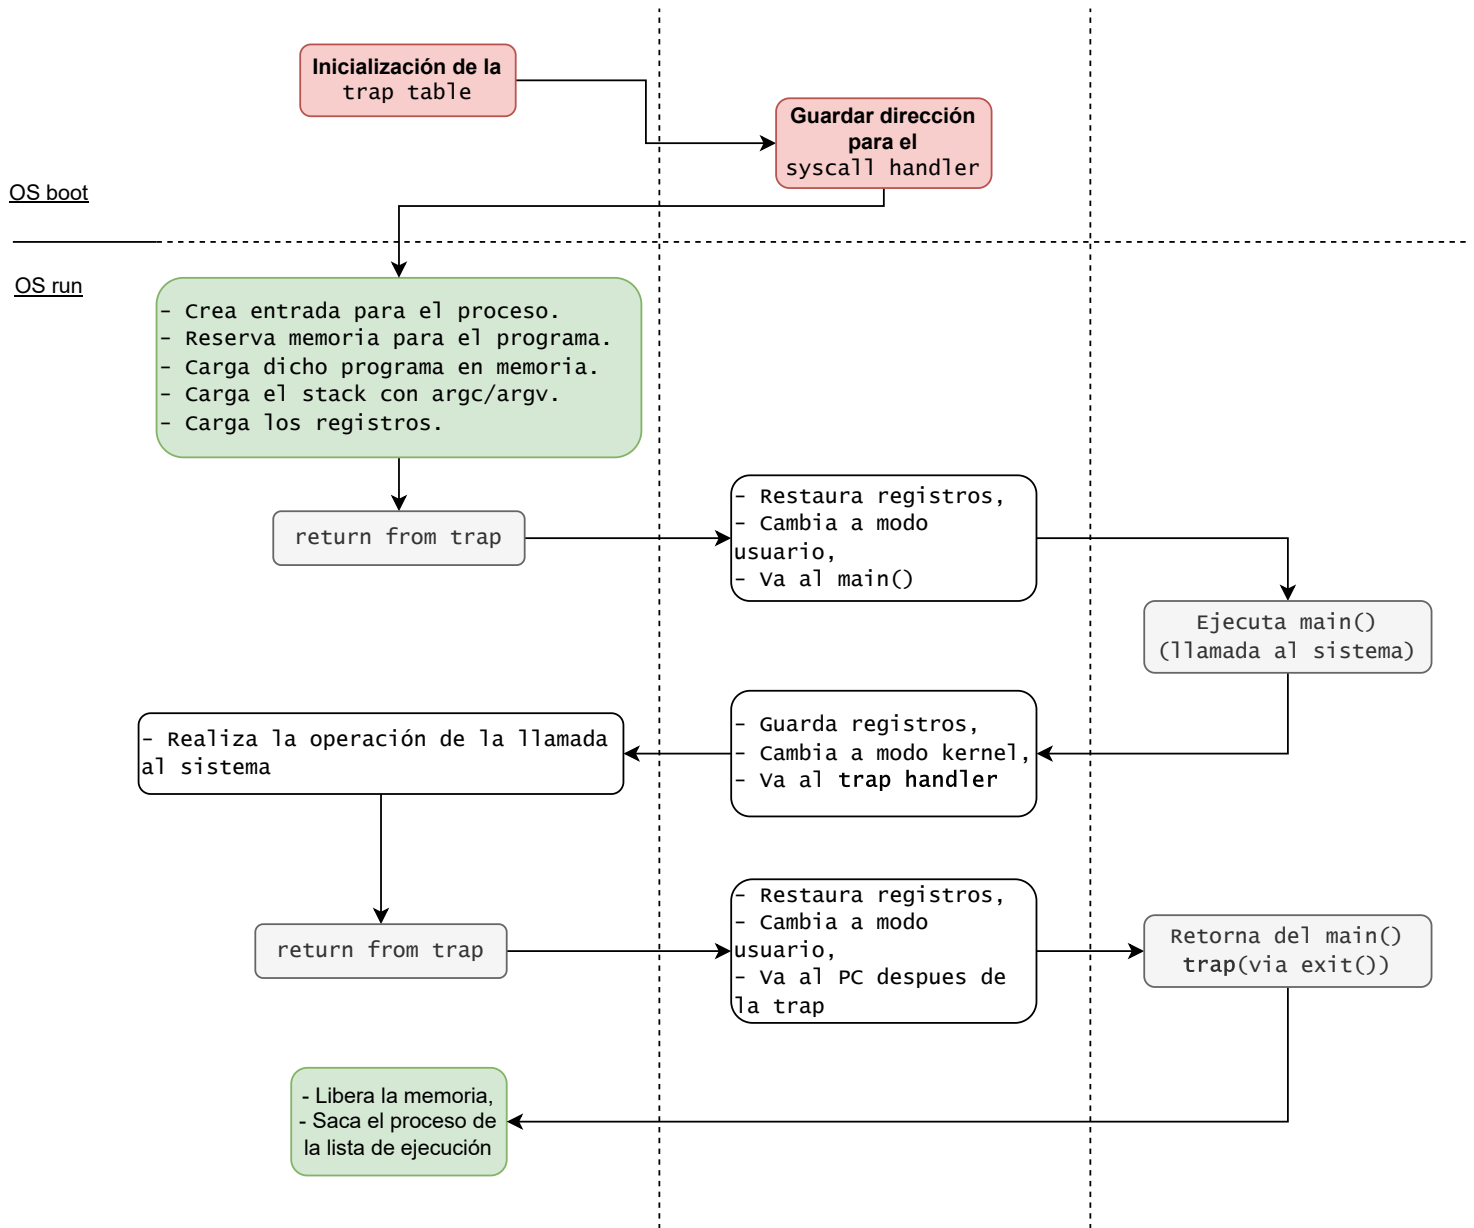 Inicialización de la
trap table
Guardar dirección
para el
syscall handler
OS boot
OS run
- Crea entrada para el proceso.
- Reserva memoria para el programa.
- Carga dicho programa en memoria.
- Carga el stack con argc/argv.
- Carga los registros.
return from trap
- Restaura registros,
- Cambia a modo
usuario,
- Va al main()
Ejecuta main()
(llamada al sistema)
- Guarda registros,
- Cambia a modo kernel,
- Va al trap handler
- Realiza la operación de la llamada
al sistema
return from trap
- Restaura registros,
- Cambia a modo
usuario,
- Va al PC despues de
la trap
Retorna del main()
trap(via exit())
- Libera la memoria,
- Saca el proceso de
la lista de ejecución